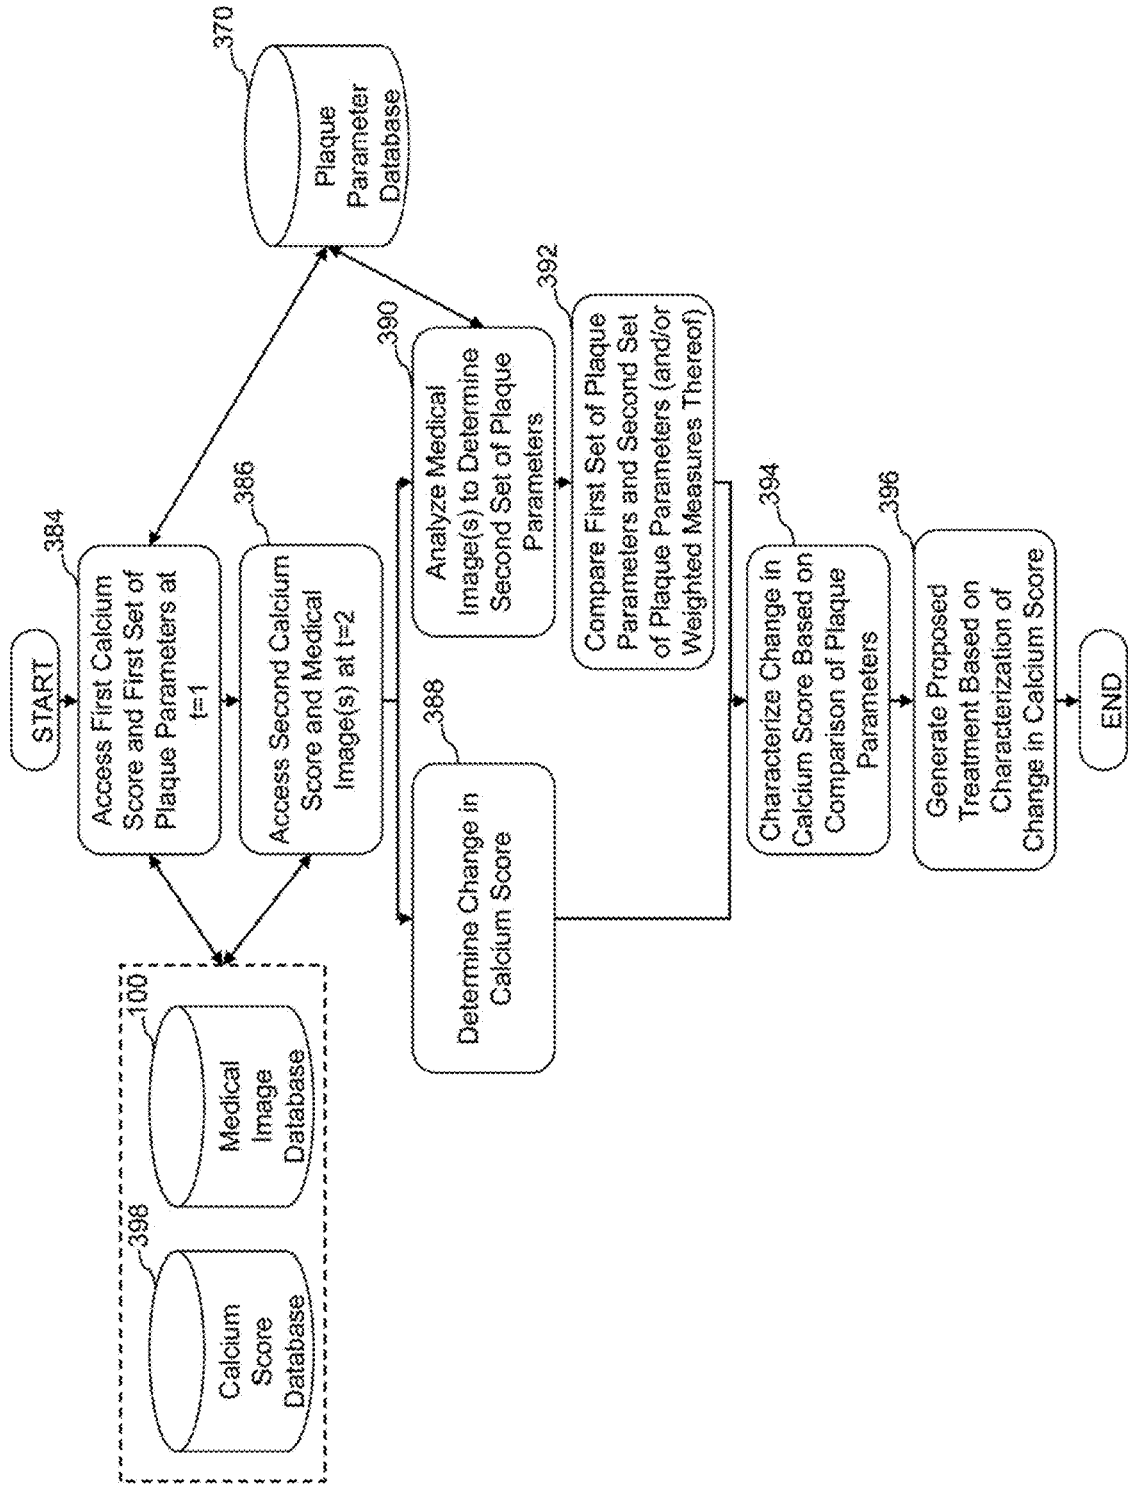 START
384
Access First Calcium
Score and First Set of
Plaque Parameters at
t=1
398
Calcium
Score
Database
100
Medical
Image
Database
370
Plaque
Parameter
Database
386
Access Second Calcium
Score and Medical
Image(s) at t=2
388
Determine Change in
Calcium Score
390
Analyze Medical
Image(s) to Determine
Second Set of Plaque
Parameters
392
Compare First Set of Plaque
Parameters and Second Set
of Plaque Parameters (and/or
Weighted Measures Thereof)
394
Characterize Change in
Calcium Score Based on
Comparison of Plaque
Parameters
396
Generate Proposed
Treatment Based on
Characterization of
Change in Calcium Score
END